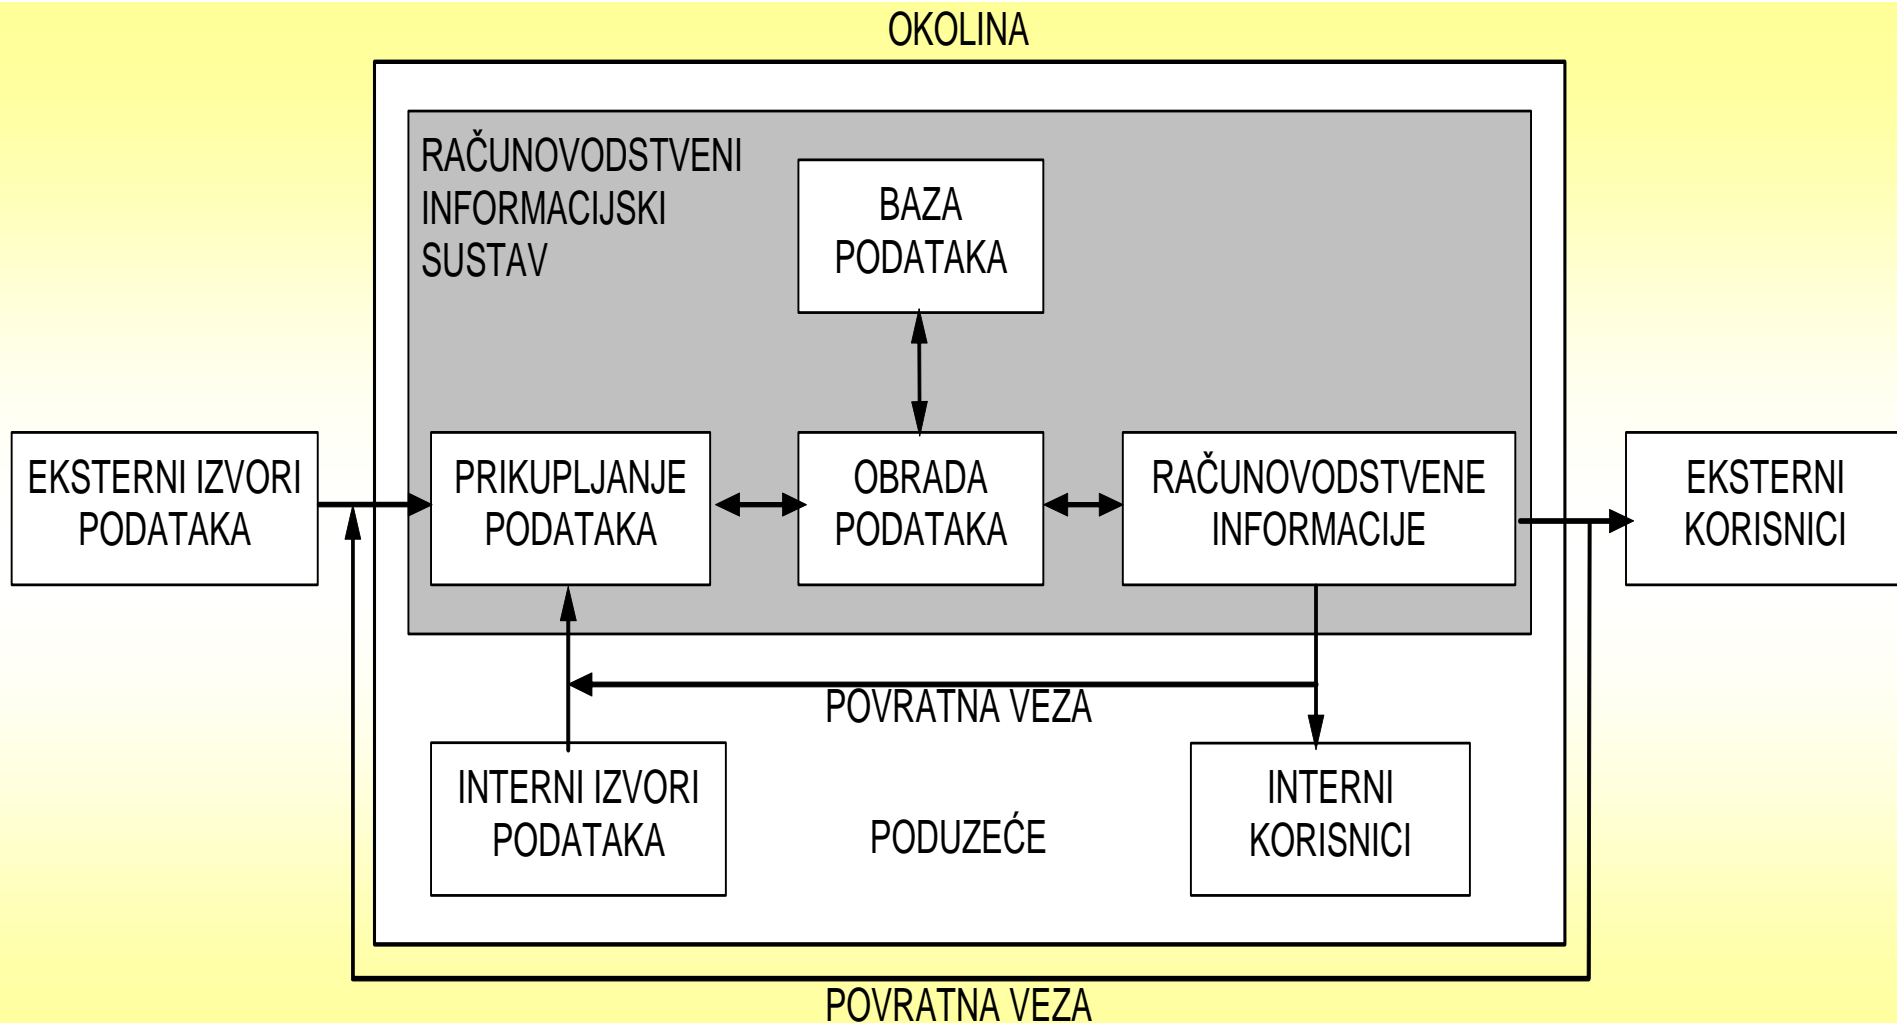 OKOLINA
RAČUNOVODSTVENI
INFORMACIJSKI
SUSTAV
BAZA
PODATAKA
EKSTERNI IZVORI
PODATAKA
PRIKUPLJANJE
PODATAKA
OBRADA
PODATAKA
RAČUNOVODSTVENE
INFORMACIJE
EKSTERNI
KORISNICI
POVRATNA VEZA
INTERNI IZVORI
PODATAKA
PODUZEĆE
INTERNI
KORISNICI
POVRATNA VEZA